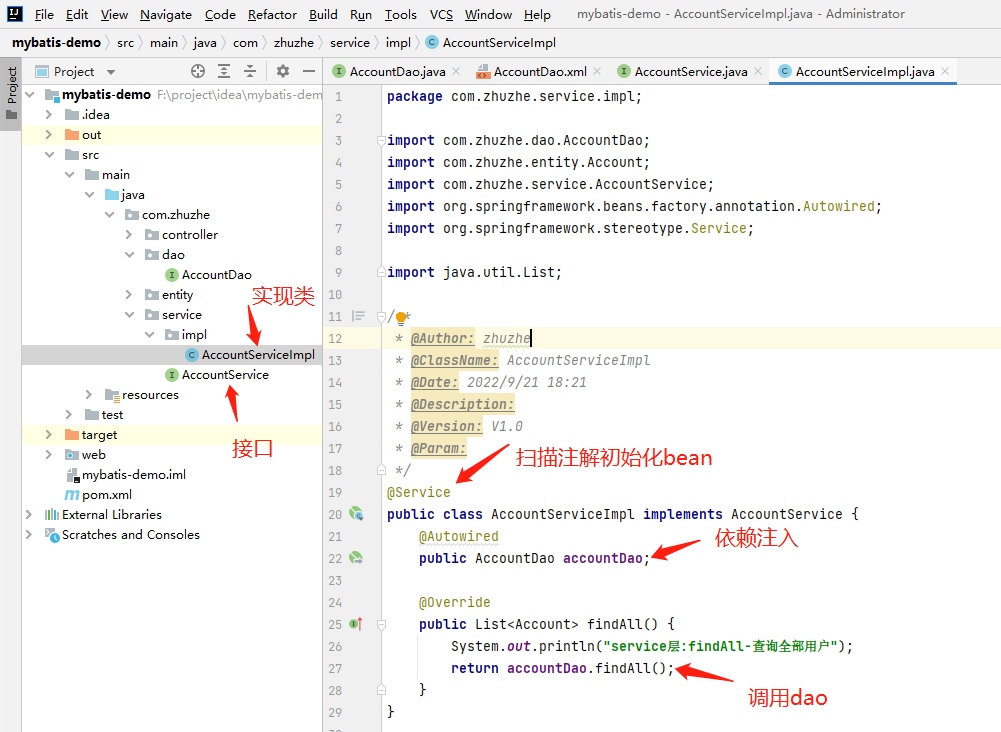 File Edit View Navigate Code Refactor Build Run Tools VCS Window Help mybatis-demo - AccountServiceImpl.java - Administrator
mybatis-demo src main java com zhuzhe service impl AccountServiceImpl
Project
Project
AccountDao.java AccountDao.xml AccountService.java AccountServiceImpl.java
mybatis-demo F:\project\idea\mybatis-dem
.idea
out
src
main
java
com.zhuzhe
controller
dao
AccountDao
entity
实现类
service
impl
AccountServiceImpl
AccountService
resources
接口
test
target
web
mybatis-demo.iml
pom.xml
External Libraries
Scratches and Consoles
1 package com.zhuzhe.service.impl;
2
3 import com.zhuzhe.dao.AccountDao;
4 import com.zhuzhe.entity.Account;
5 import com.zhuzhe.service.AccountService;
6 import org.springframework.beans.factory.annotation.Autowired;
7 import org.springframework.stereotype.Service;
8
9 import java.util.List;
10
11 /**
12 * @Author: zhuzhe
13 * @ClassName: AccountServiceImpl
14 * @Date: 2022/9/21 18:21
15 * @Description:
16 * @Version: V1.0
17 * @Param:
18 */
扫描注解初始化bean
19 @Service
20 public class AccountServiceImpl implements AccountService {
21 @Autowired
依赖注入
22 public AccountDao accountDao;
23
24 @Override
25 public List<Account> findAll() {
26 System.out.println("service层:findAll-查询全部用户");
27 return accountDao.findAll();
28 }
调用dao
29 }